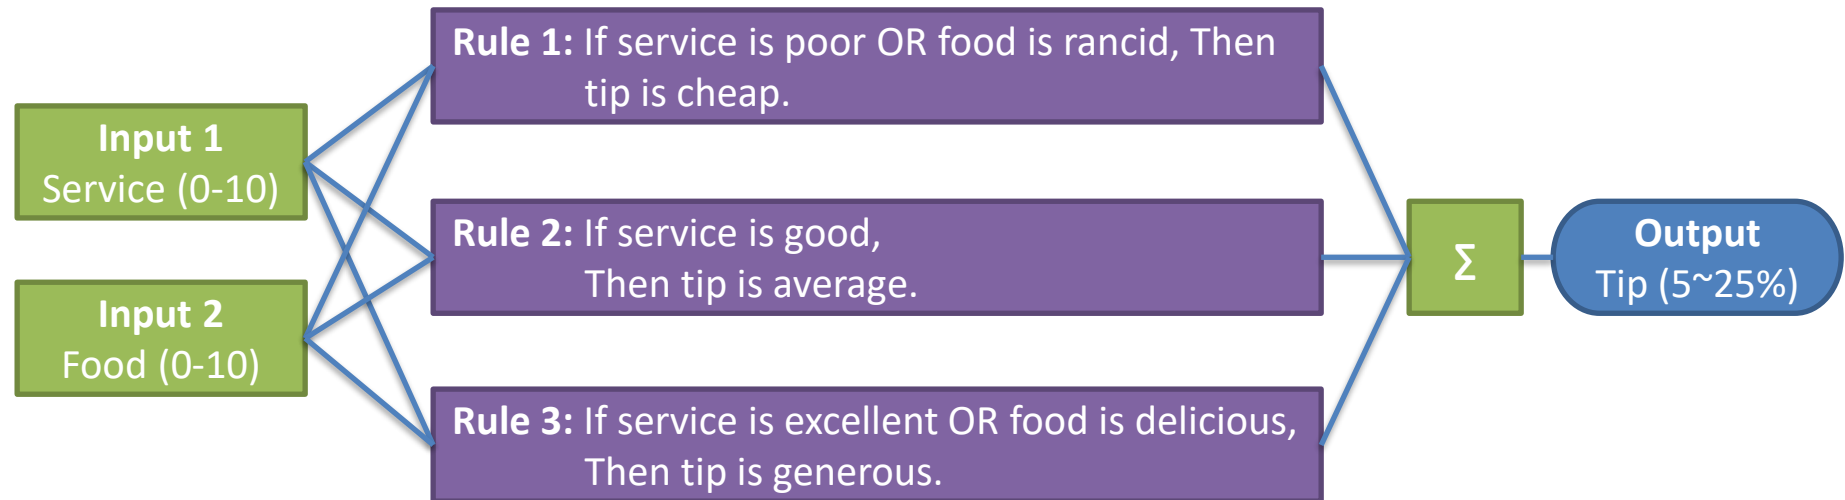 Input 1
Service (0-10)
Input 2
Food (0-10)
Rule 1: If service is poor OR food is rancid, Then
tip is cheap.
Rule 2: If service is good,
Then tip is average.
Rule 3: If service is excellent OR food is delicious,
Then tip is generous.
Σ
Output
Tip (5~25%)